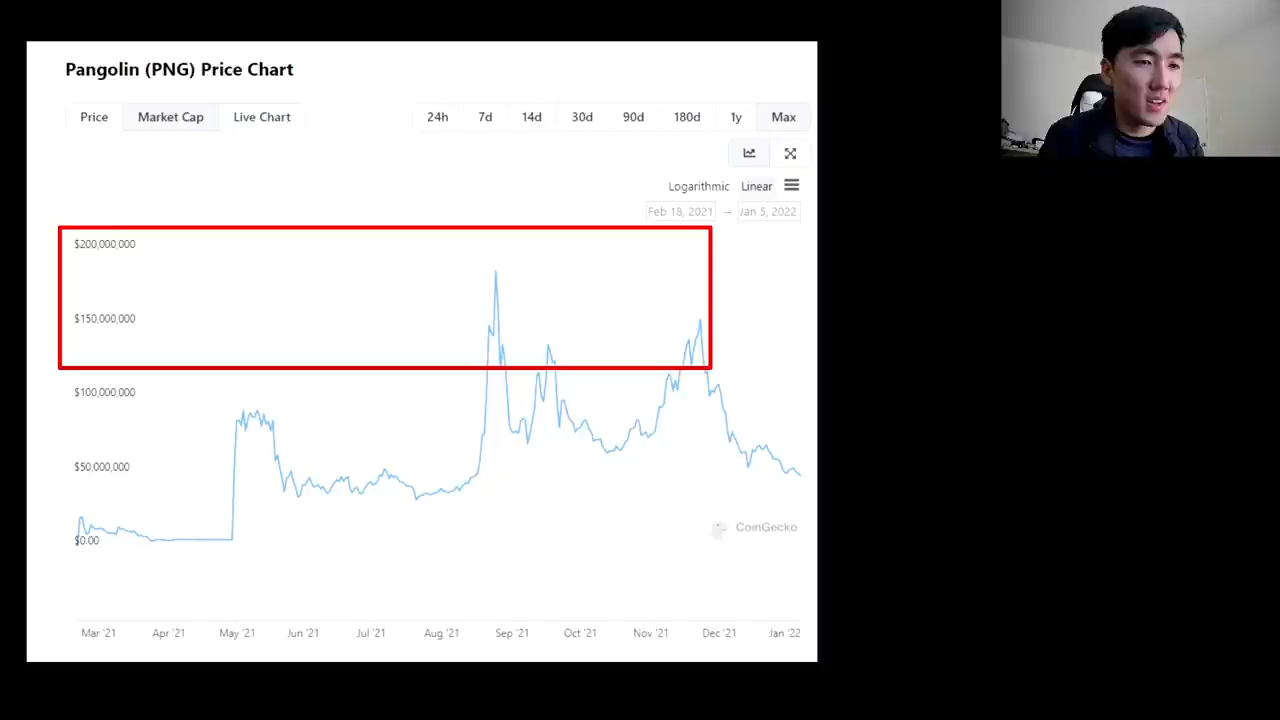 Pangolin (PNG) Price Chart
Price Market Cap Live Chart
24h 7d 14d 30d 90d 180d 1y Max
Logarithmic Linear
Feb 18, 2021 → Jan 5, 2022
$200,000,000
$150,000,000
$100,000,000
$50,000,000
CoinGecko
$0.00
Mar '21 Apr '21 May '21 Jun '21 Jul '21 Aug '21 Sep '21 Oct '21 Nov '21 Dec '21 Jan '22